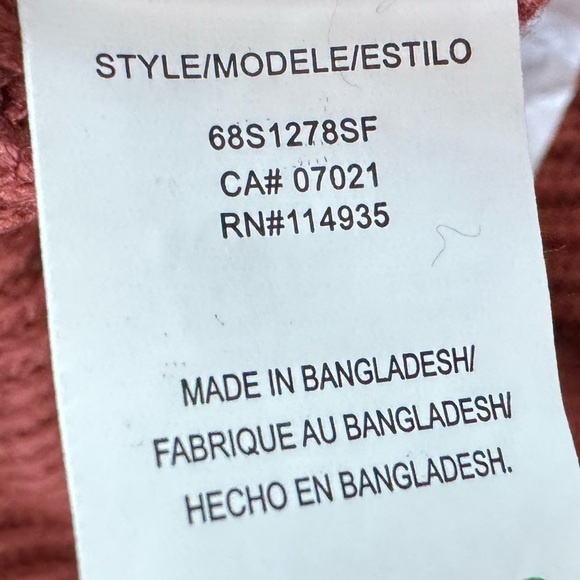 STYLE/MODELE/ESTILO
68S1278SF
CA# 07021
RN#114935
MADE IN BANGLADESH/
FABRIQUE AU BANGLADESH/
HECHO EN BANGLADESH.